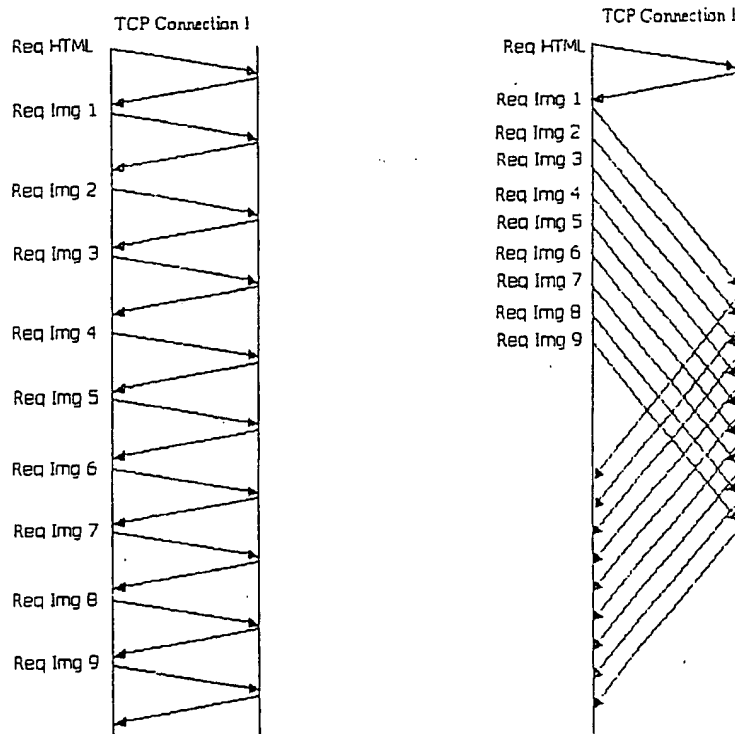 TCP Connection 1
Req HTML
Req Img 1
Req Img 2
Req Img 3
Req Img 4
Req Img 5
Req Img 6
Req Img 7
Req Img 8
Req Img 9
TCP Connection 1
Req HTML
Req Img 1
Req Img 2
Req Img 3
Req Img 4
Req Img 5
Req Img 6
Req Img 7
Req Img 8
Req Img 9